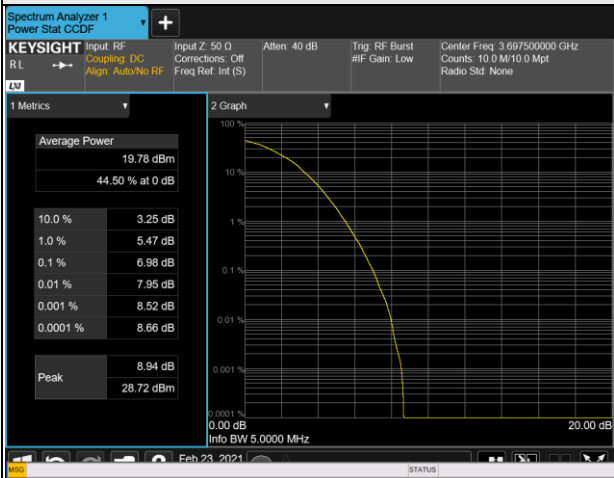 Spectrum Analyzer 1
Power Stat CCDF
+
KEYSIGHT
RL
LXI
Input: RF
Coupling: DC
Align: Auto/No RF
Input Z: 50 Ω
Corrections: Off
Freq Ref: Int (S)
Atten: 40 dB
Trig: RF Burst
#IF Gain: Low
Center Freq: 3.697500000 GHz
Counts: 10.0 M/10.0 Mpt
Radio Std: None
1 Metrics
Average Power
19.78 dBm
44.50 % at 0 dB
10.0 % 3.25 dB
1.0 % 5.47 dB
0.1 % 6.98 dB
0.01 % 7.95 dB
0.001 % 8.52 dB
0.0001 % 8.66 dB
Peak
8.94 dB
28.72 dBm
2 Graph
100 %
10 %
1 %
0.1 %
0.01 %
0.001 %
0.0001 %
0.00 dB 20.00 dB
Info BW 5.0000 MHz
Feb 23, 2021
MSG STATUS